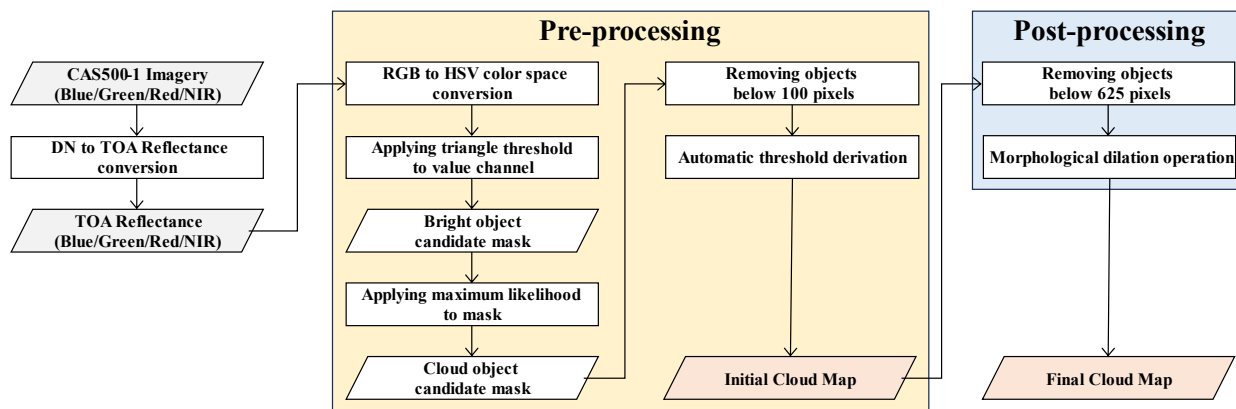 CAS500-1 Imagery
(Blue/Green/Red/NIR)
DN to TOA Reflectance
conversion
TOA Reflectance
(Blue/Green/Red/NIR)
Pre-processing
RGB to HSV color space
conversion
Applying triangle threshold
to value channel
Bright object
candidate mask
Applying maximum likelihood
to mask
Cloud object
candidate mask
Removing objects
below 100 pixels
Automatic threshold derivation
Initial Cloud Map
Post-processing
Removing objects
below 625 pixels
Morphological dilation operation
Final Cloud Map